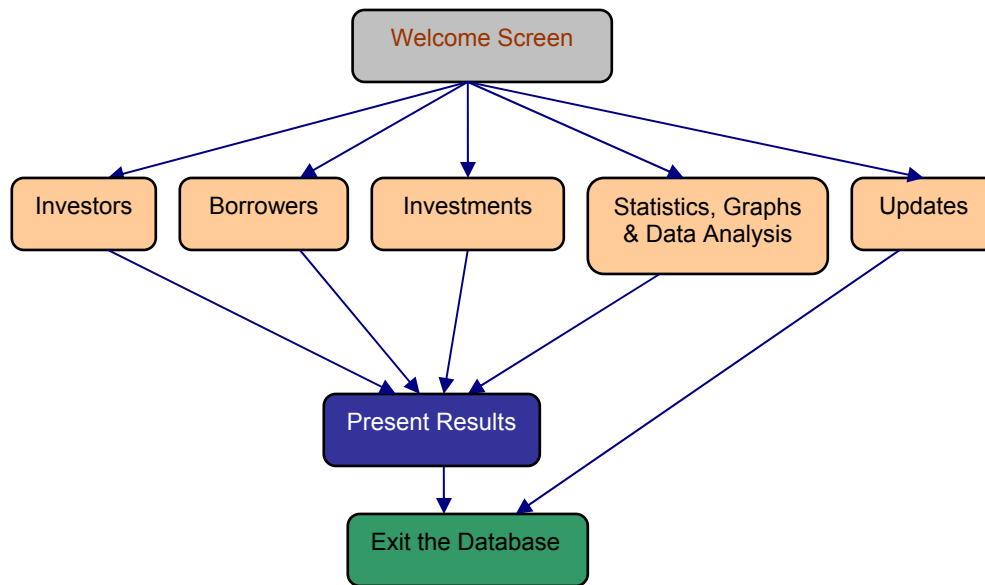 Welcome Screen
Investors
Borrowers
Investments
Statistics, Graphs
& Data Analysis
Updates
Present Results
Exit the Database